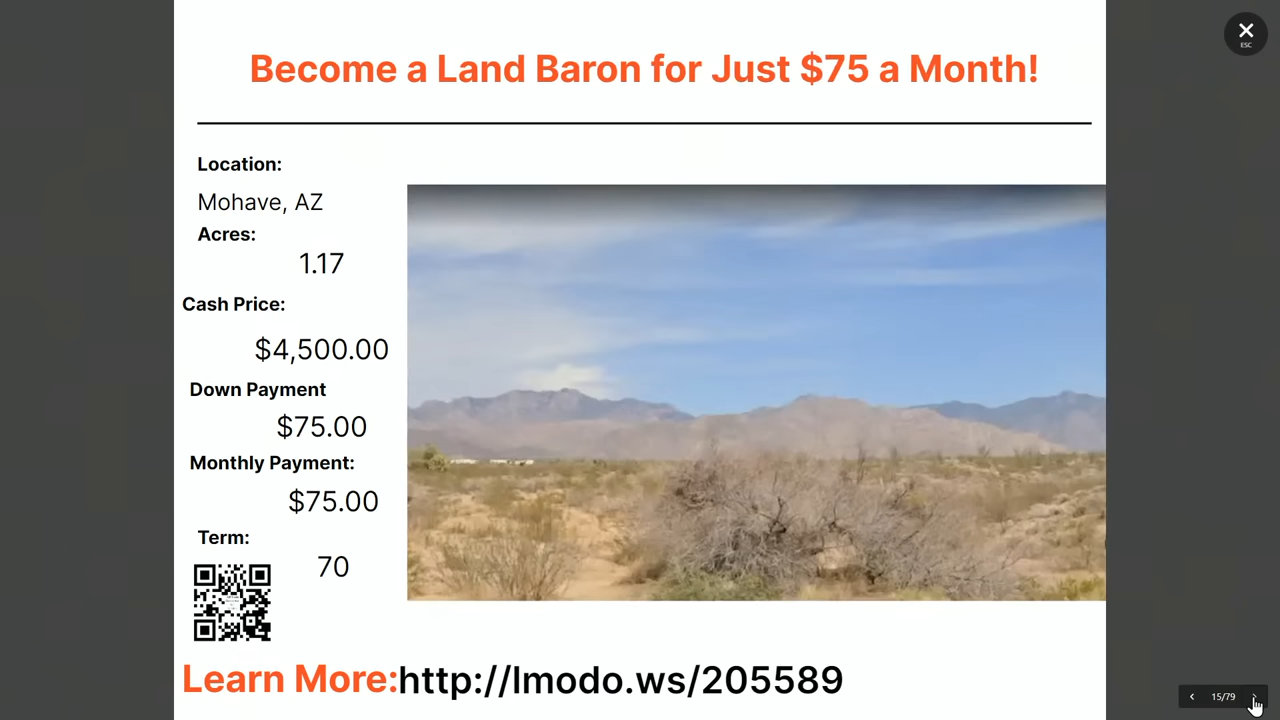 Become a Land Baron for Just $75 a Month!
Location:
Mohave, AZ
Acres:
1.17
Cash Price:
$4,500.00
Down Payment
$75.00
Monthly Payment:
$75.00
Term:
70
Learn More:http://lmodo.ws/205589
ESC
15/79